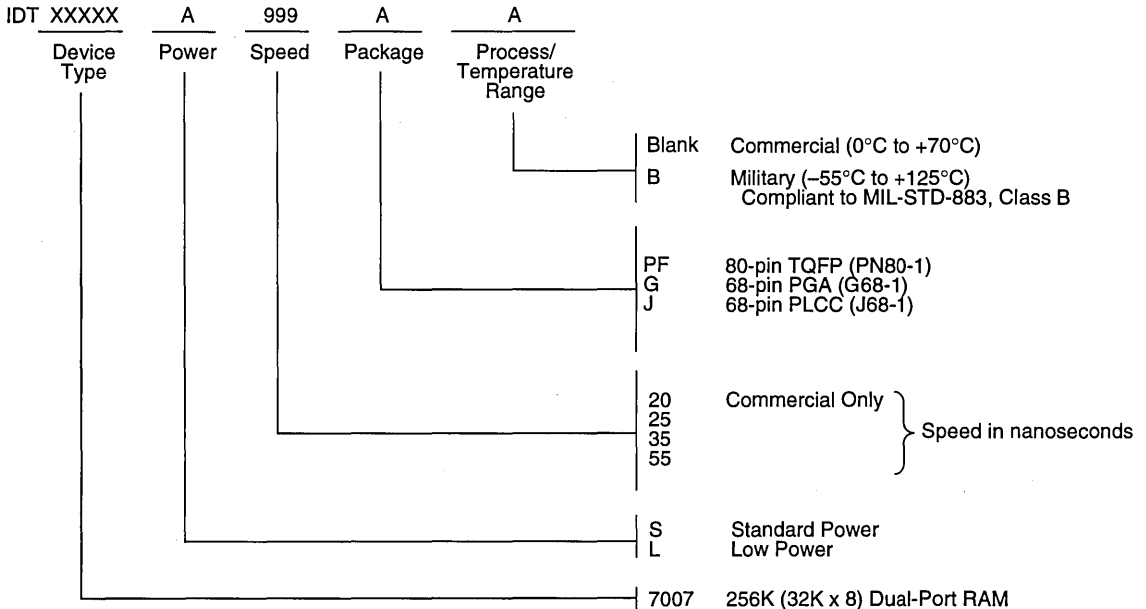 IDT XXXXX A 999 A A
Device Type Power Speed Package Process/ Temperature Range
Blank Commercial (0°C to +70°C)
B Military (–55°C to +125°C)
Compliant to MIL-STD-883, Class B
PF 80-pin TQFP (PN80-1)
G 68-pin PGA (G68-1)
J 68-pin PLCC (J68-1)
20 Commercial Only
25
35
55
Speed in nanoseconds
S Standard Power
L Low Power
7007 256K (32K x 8) Dual-Port RAM